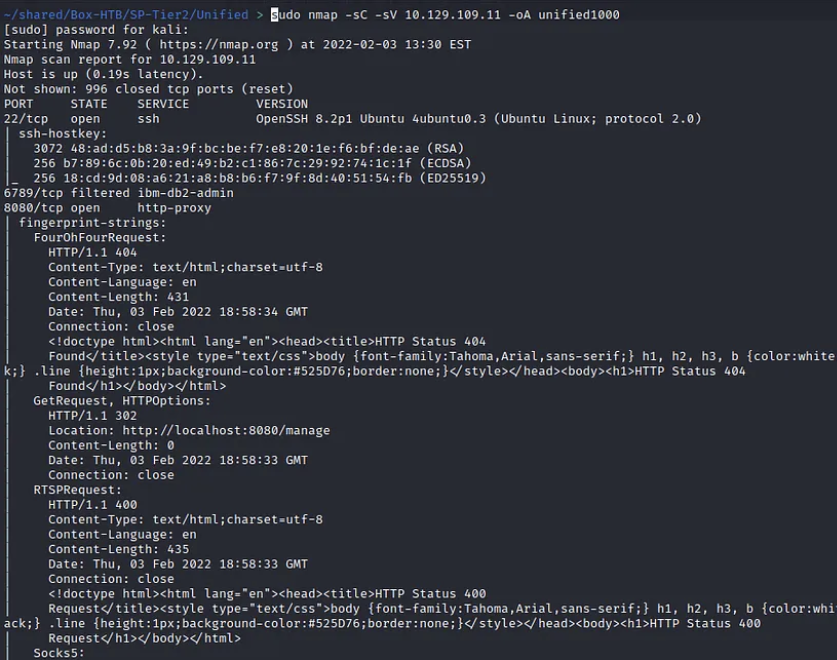 ~/shared/Box-HTB/SP-Tier2/Unified > sudo nmap -sC -sV 10.129.109.11 -oA unified1000
[sudo] password for kali:
Starting Nmap 7.92 ( https://nmap.org ) at 2022-02-03 13:30 EST
Nmap scan report for 10.129.109.11
Host is up (0.19s latency).
Not shown: 996 closed tcp ports (reset)
PORT     STATE    SERVICE       VERSION
22/tcp   open     ssh           OpenSSH 8.2p1 Ubuntu 4ubuntu0.3 (Ubuntu Linux; protocol 2.0)
| ssh-hostkey:
|   3072 48:ad:d5:b8:3a:9f:bc:be:f7:e8:20:1e:f6:bf:de:ae (RSA)
|   256 b7:89:6c:0b:20:ed:49:b2:c1:86:7c:29:92:74:1c:1f (ECDSA)
|_  256 18:cd:9d:08:a6:21:a8:b8:b6:f7:9f:8d:40:51:54:fb (ED25519)
6789/tcp filtered ibm-db2-admin
8080/tcp open     http-proxy
| fingerprint-strings:
|   FourOhFourRequest:
|     HTTP/1.1 404
|     Content-Type: text/html;charset=utf-8
|     Content-Language: en
|     Content-Length: 431
|     Date: Thu, 03 Feb 2022 18:58:34 GMT
|     Connection: close
|     <!doctype html><html lang="en"><head><title>HTTP Status 404
|     Found</title><style type="text/css">body {font-family:Tahoma,Arial,sans-serif;} h1, h2, h3, b {color:white
k;} .line {height:1px;background-color:#525D76;border:none;}</style></head><body><h1>HTTP Status 404
|     Found</h1></body></html>
|   GetRequest, HTTPOptions:
|     HTTP/1.1 302
|     Location: http://localhost:8080/manage
|     Content-Length: 0
|     Date: Thu, 03 Feb 2022 18:58:33 GMT
|     Connection: close
|   RTSPRequest:
|     HTTP/1.1 400
|     Content-Type: text/html;charset=utf-8
|     Content-Language: en
|     Content-Length: 435
|     Date: Thu, 03 Feb 2022 18:58:33 GMT
|     Connection: close
|     <!doctype html><html lang="en"><head><title>HTTP Status 400
|     Request</title><style type="text/css">body {font-family:Tahoma,Arial,sans-serif;} h1, h2, h3, b {color:whi
ack;} .line {height:1px;background-color:#525D76;border:none;}</style></head><body><h1>HTTP Status 400
|     Request</h1></body></html>
|   Socks5: